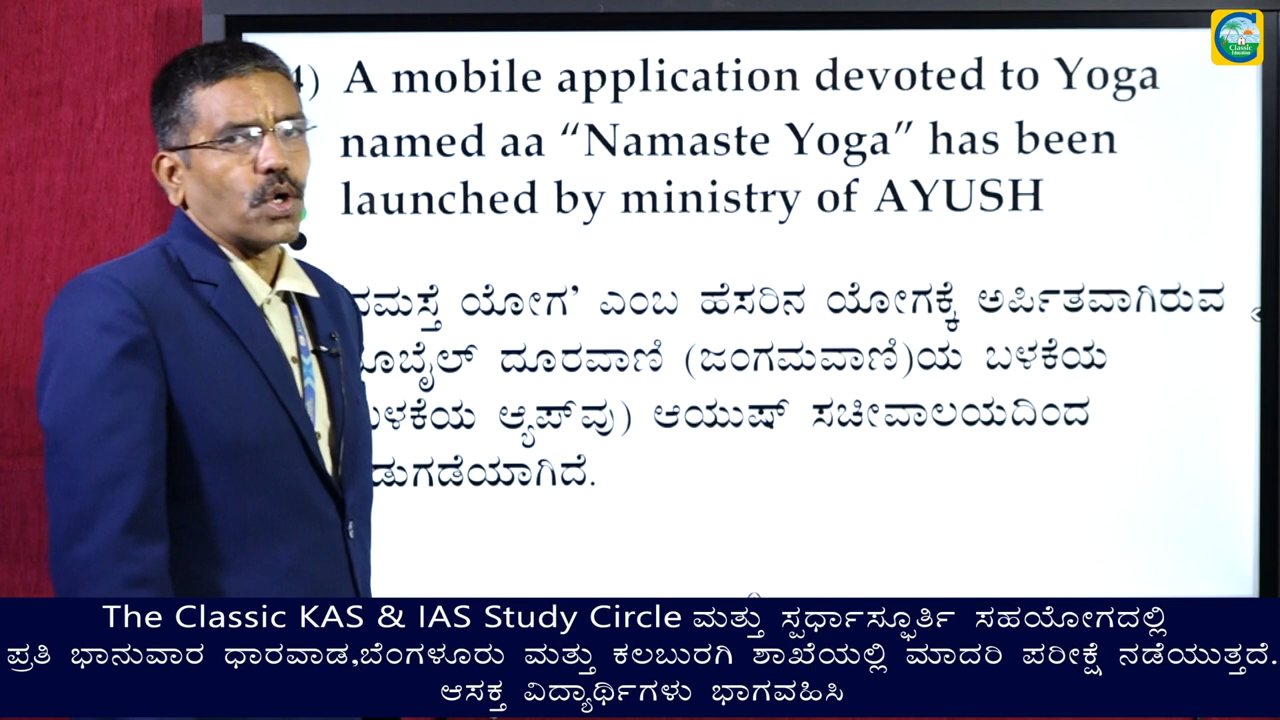 Classic
Education
4) A mobile application devoted to Yoga
named aa “Namaste Yoga” has been
launched by ministry of AYUSH
ನಮಸ್ತೆ ಯೋಗ’ ಎಂಬ ಹೆಸರಿನ ಯೋಗಕ್ಕೆ ಅರ್ಪಿತವಾಗಿರುವ
ದೂರವಾಣಿ (ಜಂಗಮವಾಣಿ)ಯ ಬಳಕೆಯ
ಆ್ಯಪ್‌ವು) ಆಯುಷ್ ಸಚೀವಾಲಯದಿಂದ
The Classic KAS & IAS Study Circle ಮತ್ತು ಸ್ಪರ್ಧಾಸ್ಫೂರ್ತಿ ಸಹಯೋಗದಲ್ಲಿ
ಪ್ರತಿ ಭಾನುವಾರ ಧಾರವಾಡ,ಬೆಂಗಳೂರು ಮತ್ತು ಕಲಬುರಗಿ ಶಾಖೆಯಲ್ಲಿ ಮಾದರಿ ಪರೀಕ್ಷೆ ನಡೆಯುತ್ತದೆ.
ಆಸಕ್ತ ವಿದ್ಯಾರ್ಥಿಗಳು ಭಾಗವಹಿಸಿ